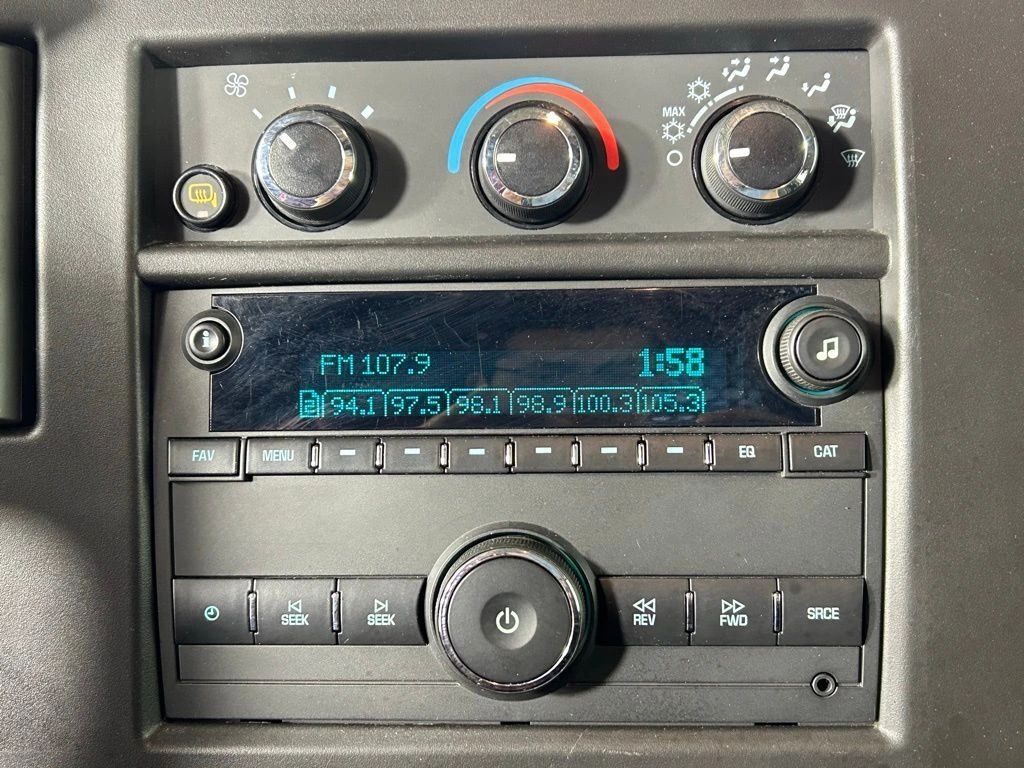 MAX
FM 107.9 1:58
2 94.1 97.5 98.1 98.9 100.3 105.3
FAV MENU EQ CAT
SEEK SEEK REV FWD SRCE